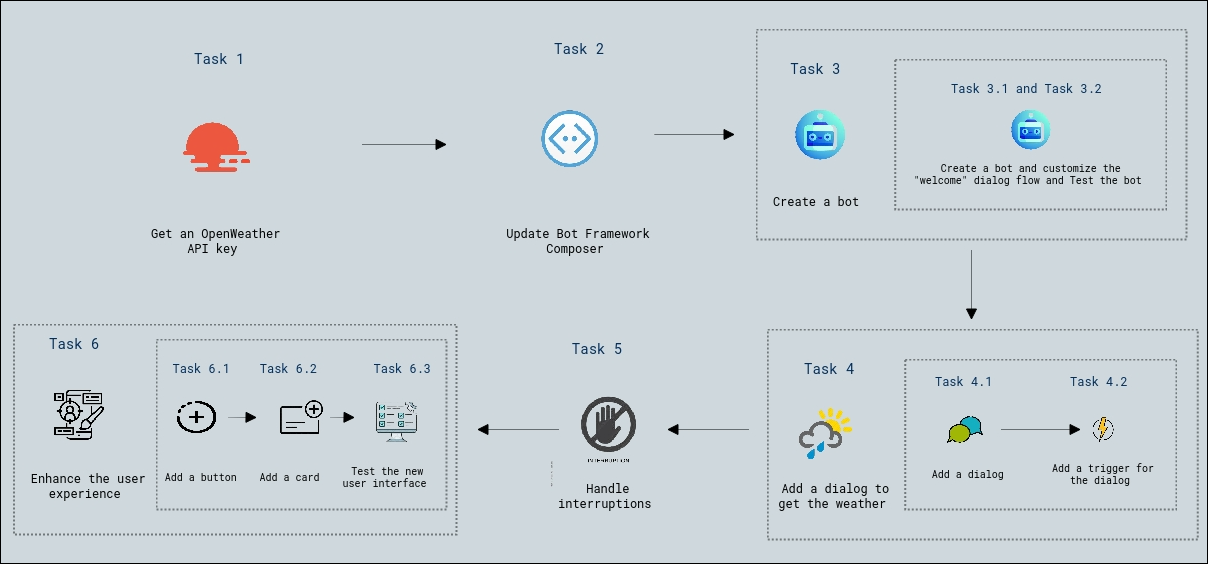 Task 1
Get an OpenWeather
API key
Task 2
Update Bot Framework
Composer
Task 3
Create a bot
Task 3.1 and Task 3.2
Create a bot and customize the
"welcome" dialog flow and Test the bot
Task 4
Add a dialog to
get the weather
Task 4.1
Add a dialog
Task 4.2
Add a trigger for
the dialog
Task 5
INTERRUPTION
Handle
interruptions
Task 6
Enhance the user
experience
Task 6.1
Add a button
Task 6.2
Add a card
Task 6.3
Test the new
user interface